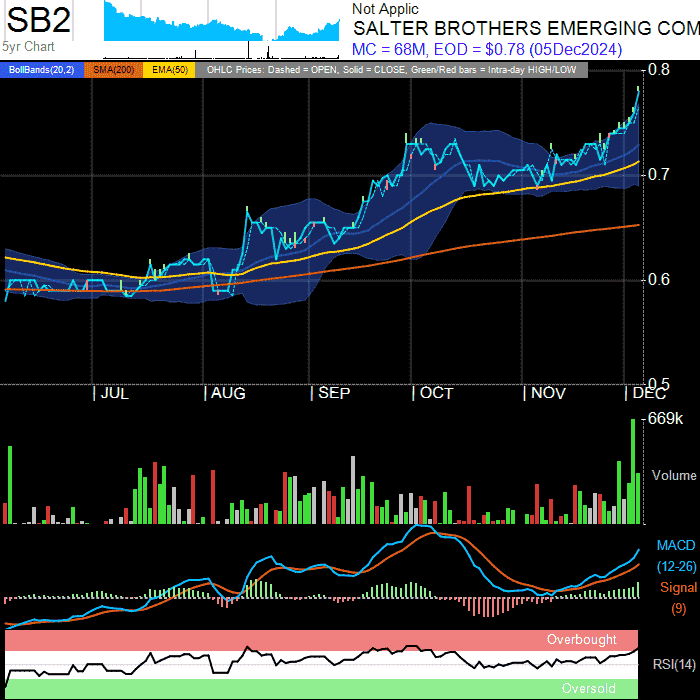 SB2
5yr Chart
Not Applic
SALTER BROTHERS EMERGING COM
MC = 68M, EOD = $0.78 (05Dec2024)
BollBands(20,2) SMA(200) EMA(50) OHLC Prices: Dashed = OPEN, Solid = CLOSE, Green/Red bars = Intra-day HIGH/LOW
0.8
0.7
0.6
0.5
| JUL | AUG | SEP | OCT | NOV | DEC
669k
Volume
MACD
(12-26)
Signal
(9)
Overbought
RSI(14)
Oversold